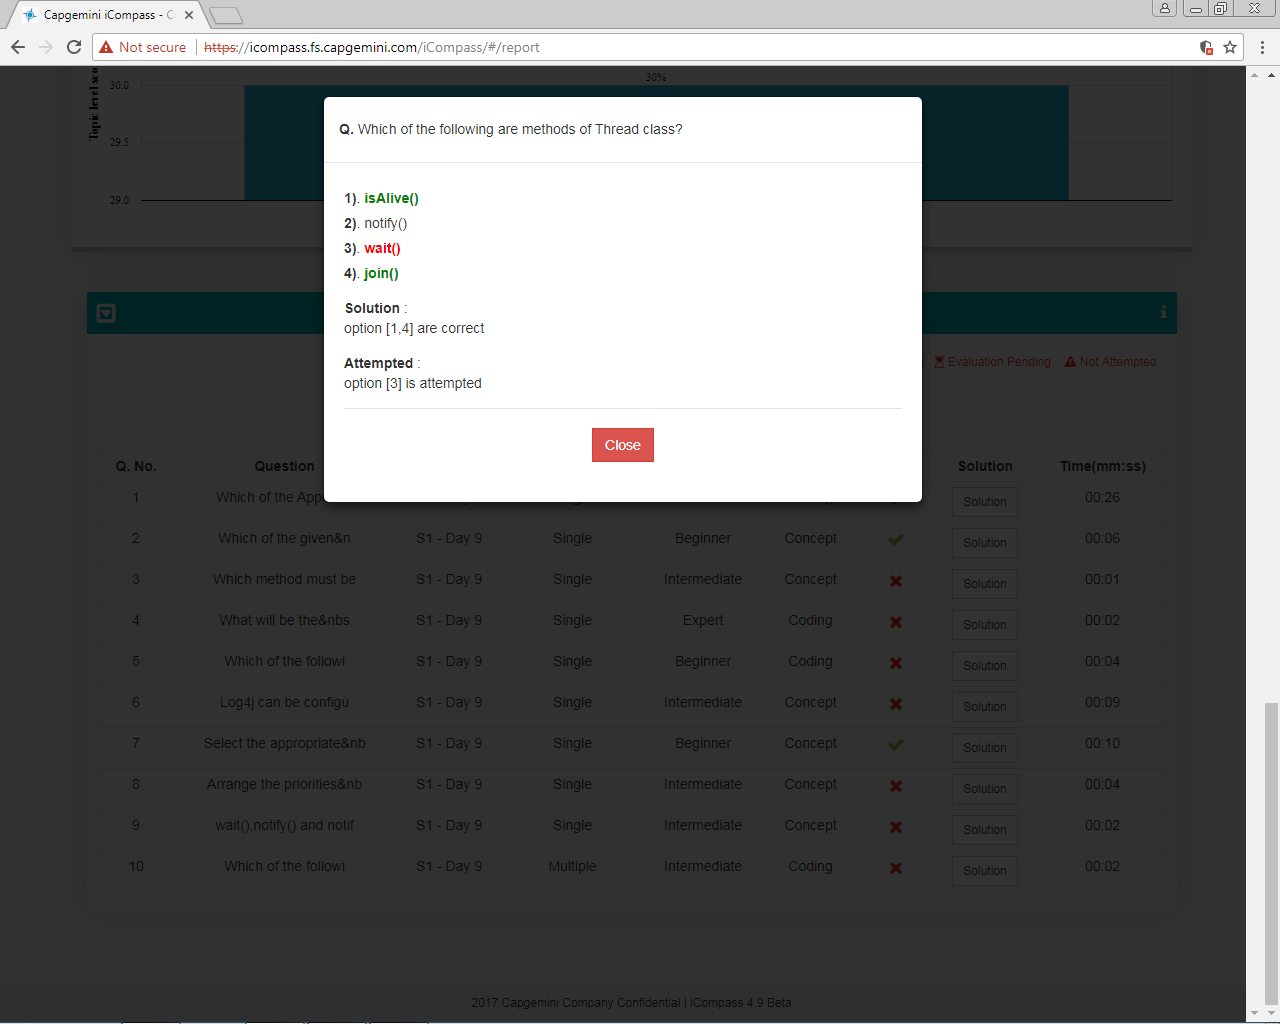 Capgemini iCompass - C
Not secure
https://icompass.fs.capgemini.com/iCompass/#/report
Topic level sco
30.0
29.5
29.0
30%
Q. Which of the following are methods of Thread class?
1). isAlive()
2). notify()
3). wait()
4). join()
Solution :
option [1,4] are correct
Attempted :
option [3] is attempted
Close
Evaluation Pending Not Attempted
Q. No. Question Solution Time(mm:ss)
1 Which of the App Solution 00:26
2 Which of the given&n S1 - Day 9 Single Beginner Concept Solution 00:06
3 Which method must be S1 - Day 9 Single Intermediate Concept Solution 00:01
4 What will be the&nbs S1 - Day 9 Single Expert Coding Solution 00:02
5 Which of the followi S1 - Day 9 Single Beginner Coding Solution 00:04
6 Log4j can be configu S1 - Day 9 Single Intermediate Concept Solution 00:09
7 Select the appropriate&nb S1 - Day 9 Single Beginner Concept Solution 00:10
8 Arrange the priorities&nb S1 - Day 9 Single Intermediate Concept Solution 00:04
9 wait(),notify() and notif S1 - Day 9 Single Intermediate Concept Solution 00:02
10 Which of the followi S1 - Day 9 Multiple Intermediate Coding Solution 00:02
2017 Capgemini Company Confidential | iCompass 4.9 Beta